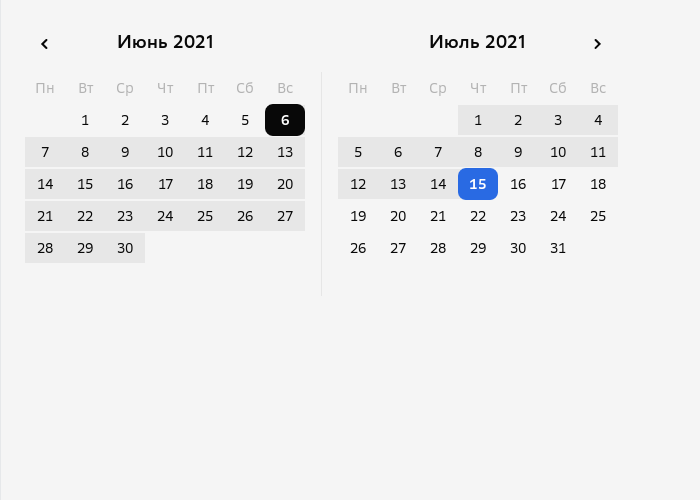 Июнь 2021
Пн Вт Ср Чт Пт Сб Вс
1 2 3 4 5 6
7 8 9 10 11 12 13
14 15 16 17 18 19 20
21 22 23 24 25 26 27
28 29 30
Июль 2021
Пн Вт Ср Чт Пт Сб Вс
1 2 3 4
5 6 7 8 9 10 11
12 13 14 15 16 17 18
19 20 21 22 23 24 25
26 27 28 29 30 31